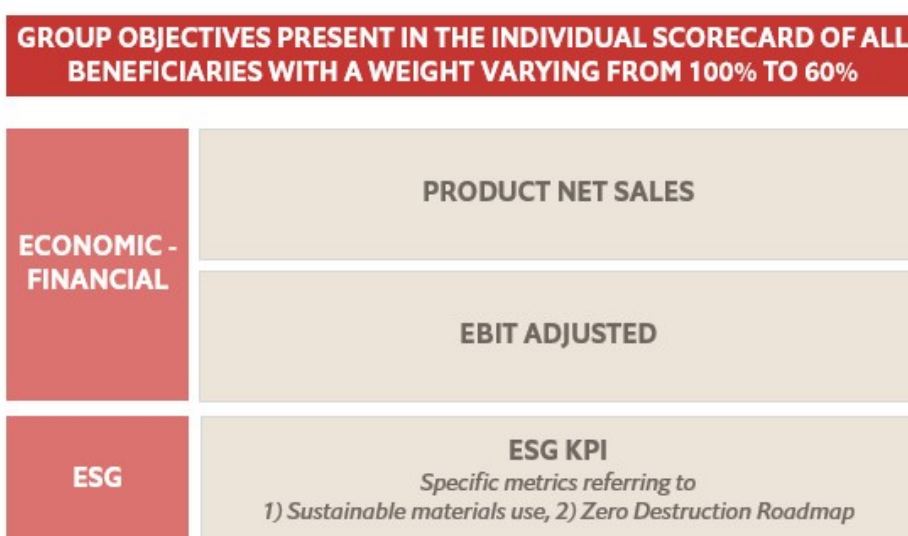 GROUP OBJECTIVES PRESENT IN THE INDIVIDUAL SCORECARD OF ALL
BENEFICIARIES WITH A WEIGHT VARYING FROM 100% TO 60%
ECONOMIC -
FINANCIAL
PRODUCT NET SALES
EBIT ADJUSTED
ESG
ESG KPI
Specific metrics referring to
1) Sustainable materials use, 2) Zero Destruction Roadmap